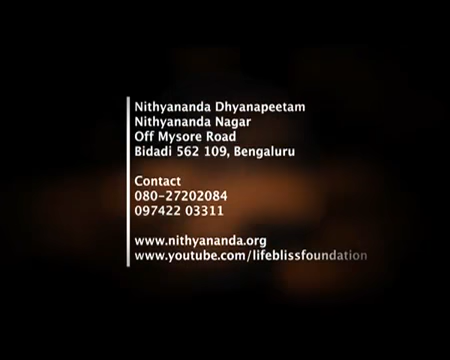 Nithyananda Dhyanapeetam
Nithyananda Nagar
Off Mysore Road
Bidadi 562 109, Bengaluru
Contact
080-27202084
097422 03311
www.nithyananda.org
www.youtube.com/lifeblissfoundation